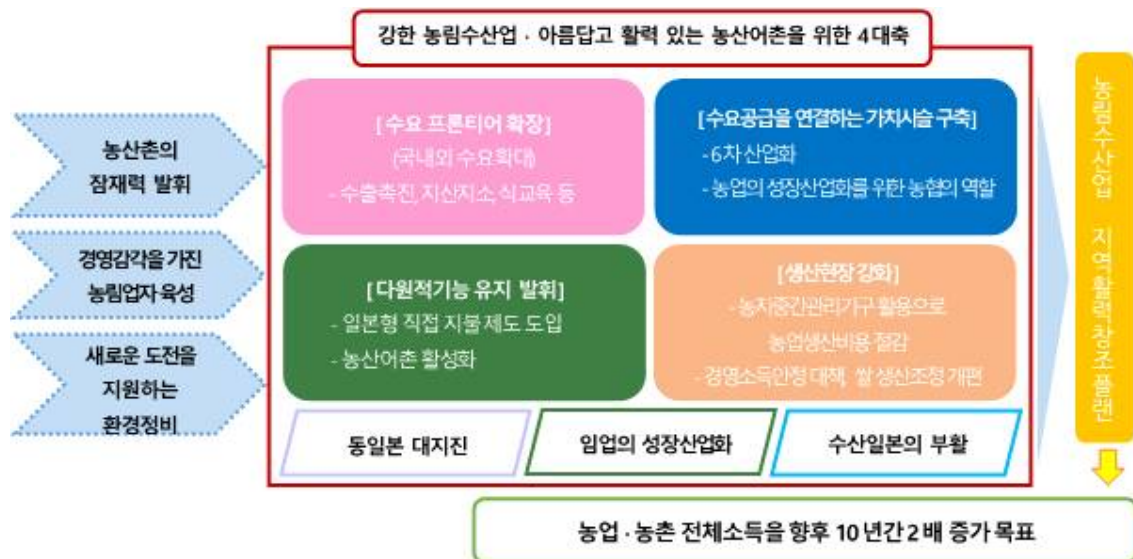 강한 농림수산업 · 아름답고 활력 있는 농산어촌을 위한 4대축
농산촌의
잠재력 발휘
경영감각을 가진
농림업자 육성
새로운 도전을
지원하는
환경정비
[수요 프론티어 확장]
(국내외 수요확대)
- 수출촉진, 지산지소, 식교육 등
[수요공급을 연결하는 가치사슬 구축]
- 6차 산업화
- 농업의 성장산업화를 위한 농협의 역할
[다원적기능 유지 발휘]
- 일본형 직접 지불 제도 도입
- 농산어촌 활성화
[생산현장 강화]
- 농지중간관리기구 활용으로
농업생산비용 절감
- 경영소득안정 대책, 쌀 생산조정 개편
동일본 대지진
임업의 성장산업화
수산일본의 부활
농림수산업 지역활력창조플랜
농업 · 농촌 전체소득을 향후 10년간 2배 증가 목표